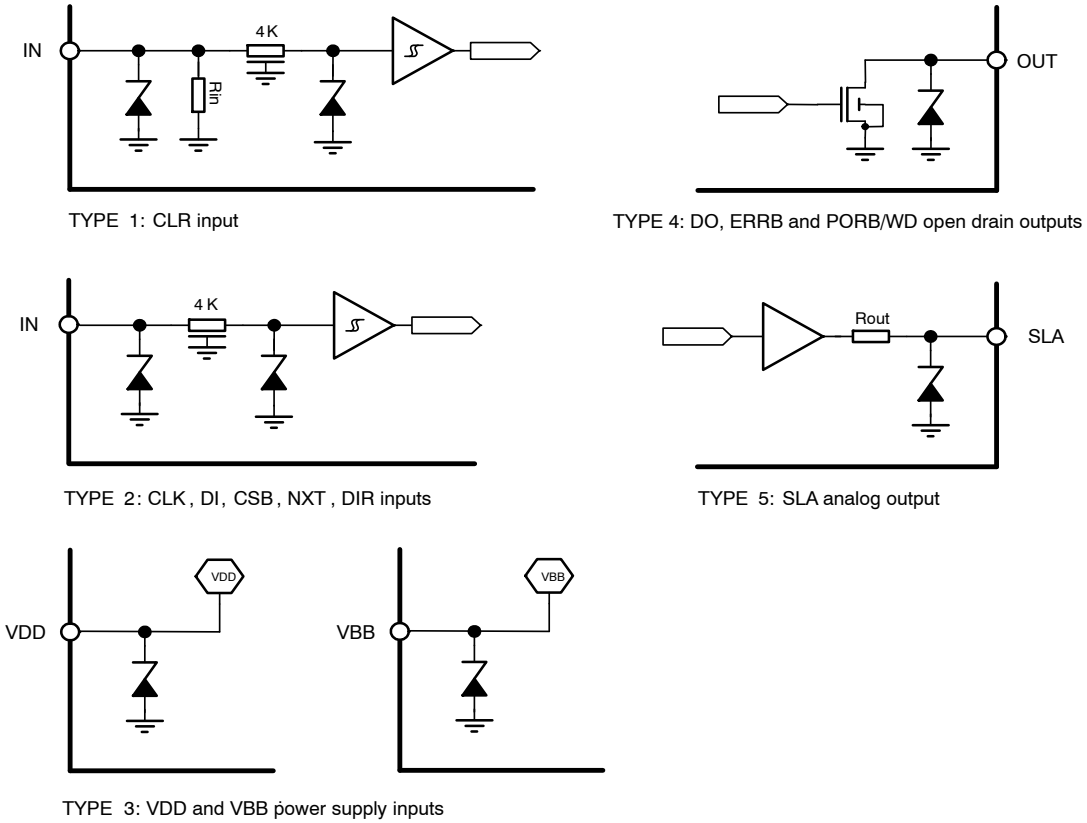 4K
IN
Rin
TYPE 1: CLR input
OUT
TYPE 4: DO, ERRB and PORB/WD open drain outputs
4K
IN
TYPE 2: CLK, DI, CSB, NXT, DIR inputs
Rout
SLA
TYPE 5: SLA analog output
VDD
VDD
VBB
VBB
TYPE 3: VDD and VBB power supply inputs